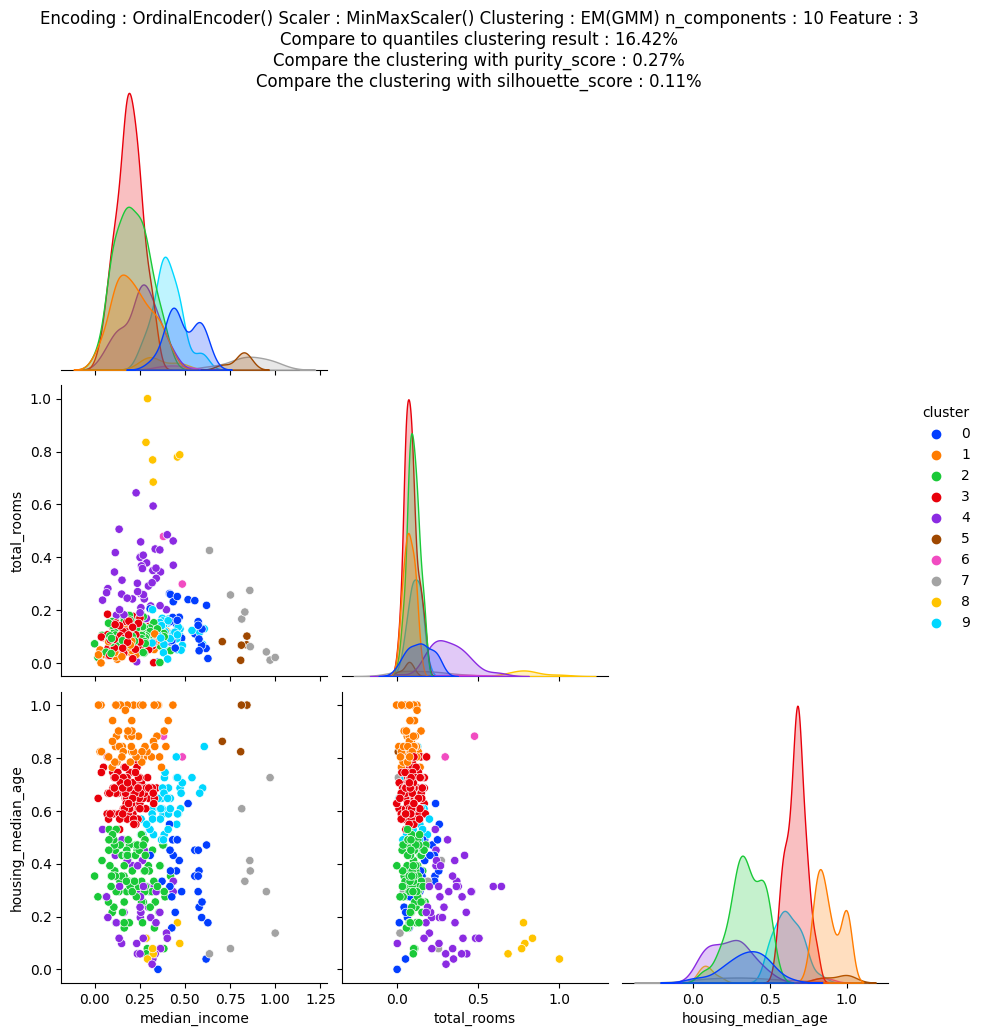 Encoding : OrdinalEncoder() Scaler : MinMaxScaler() Clustering : EM(GMM) n_components : 10 Feature : 3
Compare to quantiles clustering result : 16.42%
Compare the clustering with purity_score : 0.27%
Compare the clustering with silhouette_score : 0.11%
1.0
0.8
0.6
0.4
0.2
0.0
total_rooms
cluster
0
1
2
3
4
5
6
7
8
9
1.0
0.8
0.6
0.4
0.2
0.0
housing_median_age
0.00 0.25 0.50 0.75 1.00 1.25
median_income
0.0 0.5 1.0
total_rooms
0.0 0.5 1.0
housing_median_age